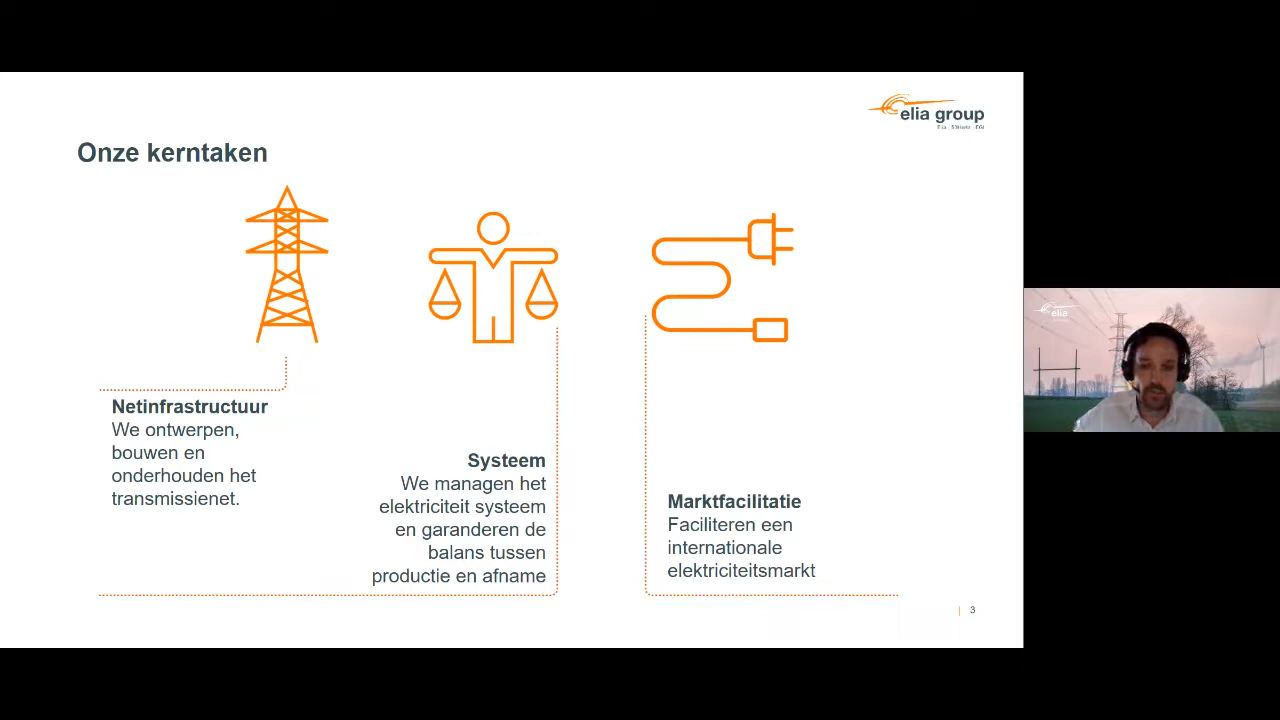 elia group
Onze kerntaken
Netinfrastructuur
We ontwerpen,
bouwen en
onderhouden het
transmissienet.
Systeem
We managen het
elektriciteit systeem
en garanderen de
balans tussen
productie en afname
Marktfacilitatie
Faciliteren een
internationale
elektriciteitsmarkt
3
elia